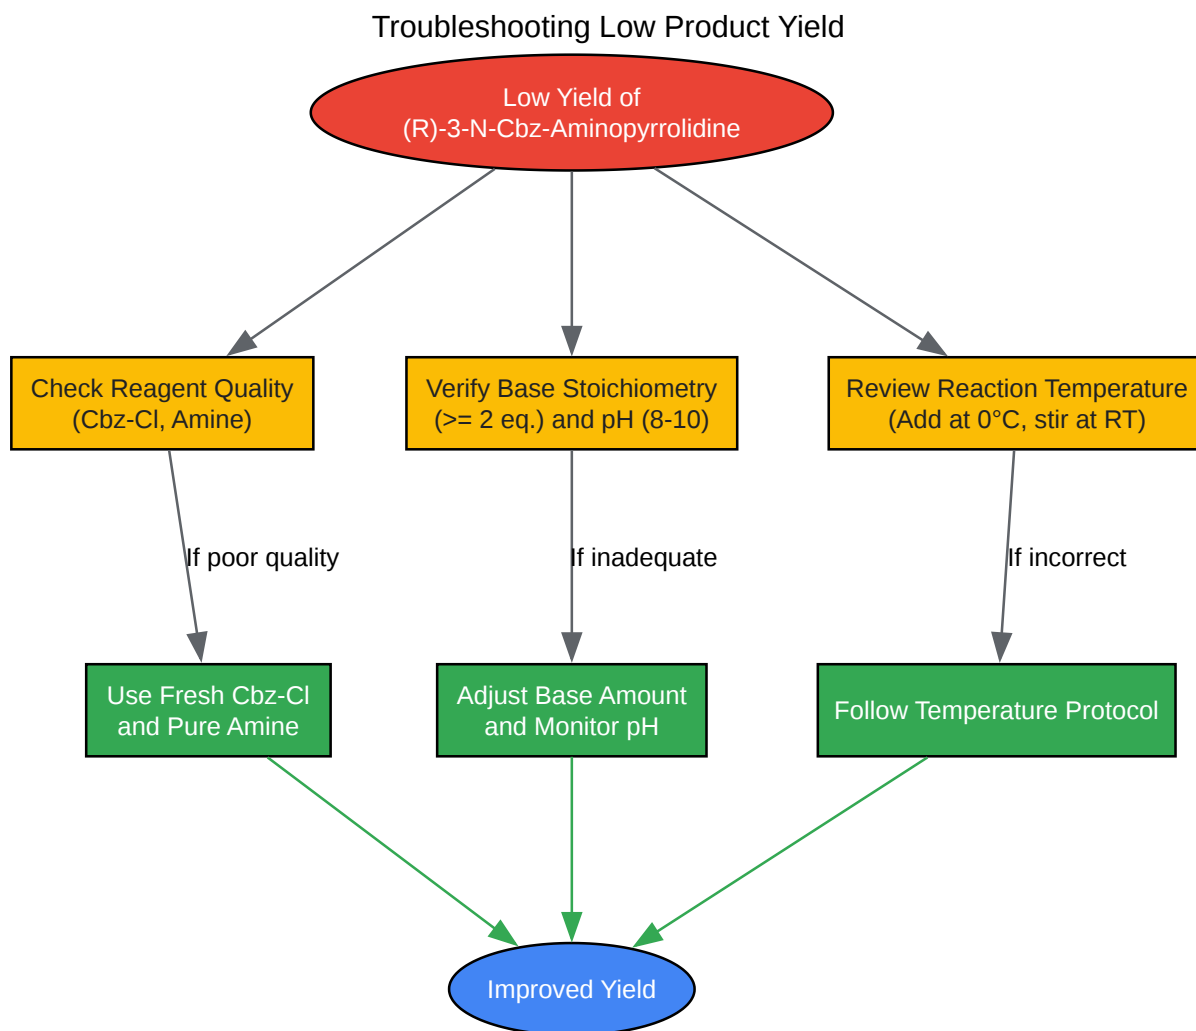 Troubleshooting Low Product Yield
Low Yield of
(R)-3-N-Cbz-Aminopyrrolidine
Check Reagent Quality
(Cbz-Cl, Amine)
Verify Base Stoichiometry
(>= 2 eq.) and pH (8-10)
Review Reaction Temperature
(Add at 0°C, stir at RT)
If poor quality
If inadequate
If incorrect
Use Fresh Cbz-Cl
and Pure Amine
Adjust Base Amount
and Monitor pH
Follow Temperature Protocol
Improved Yield